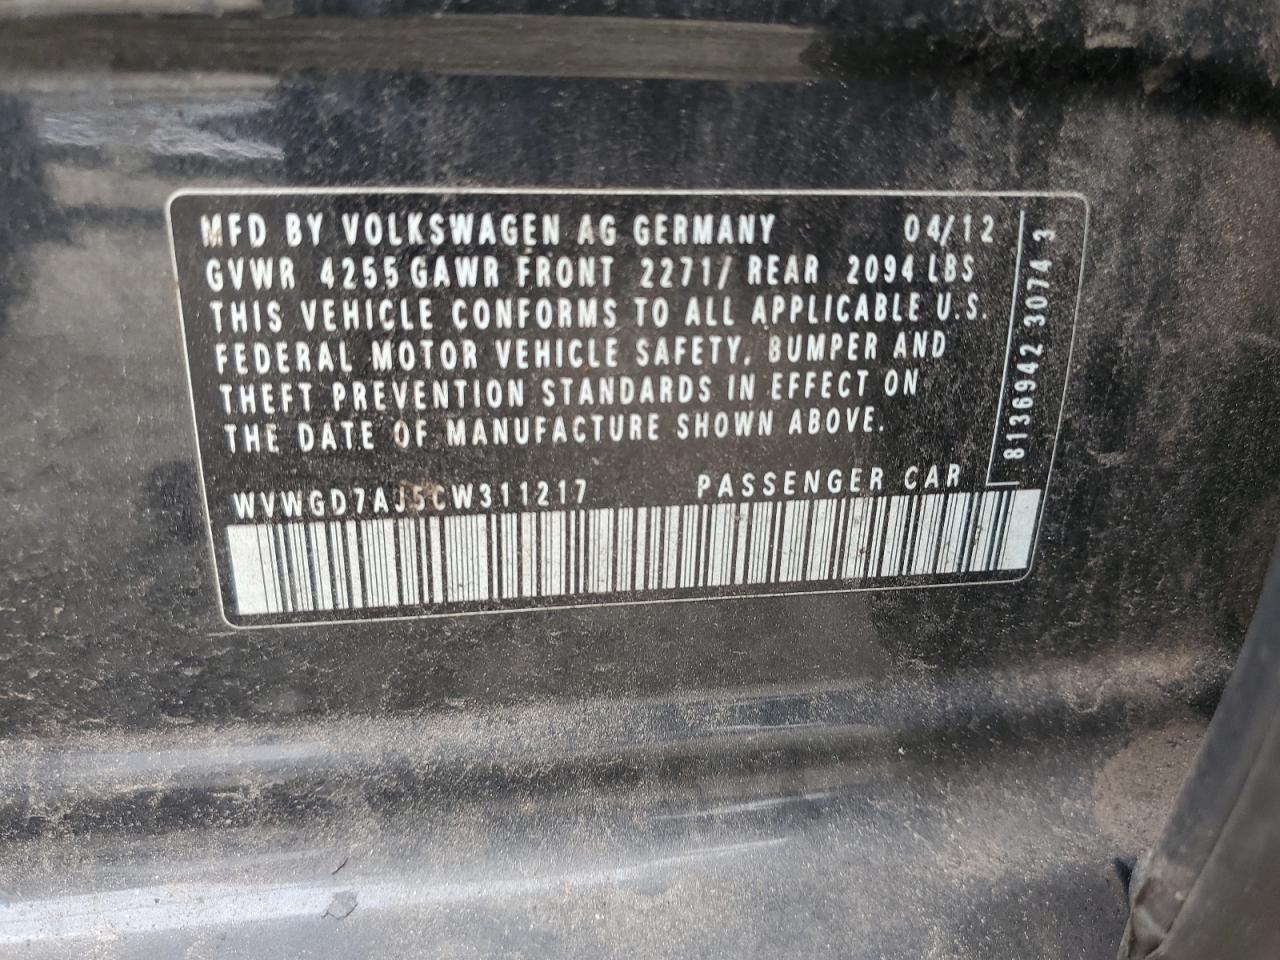 MFD BY VOLKSWAGEN AG GERMANY 04/12
GVWR 4255 GAWR FRONT 2271/ REAR 2094 LBS
THIS VEHICLE CONFORMS TO ALL APPLICABLE U.S.
FEDERAL MOTOR VEHICLE SAFETY, BUMPER AND
THEFT PREVENTION STANDARDS IN EFFECT ON
THE DATE OF MANUFACTURE SHOWN ABOVE.
WVWGD7AJ5CW311217 PASSENGER CAR
8136942 3074 3